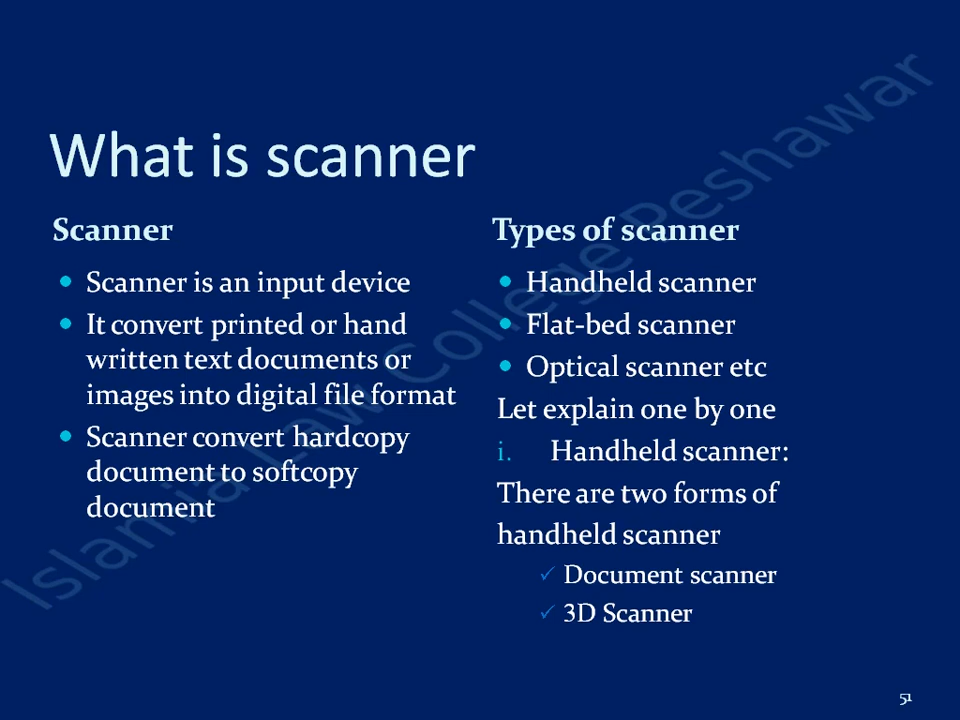 What is scanner
Scanner
Scanner is an input device
It convert printed or hand
written text documents or
images into digital file format
Scanner convert hardcopy
document to softcopy
document
Types of scanner
Handheld scanner
Flat-bed scanner
Optical scanner etc
Let explain one by one
i. Handheld scanner:
There are two forms of
handheld scanner
Document scanner
3D Scanner
Islamia Law College Peshawar
51